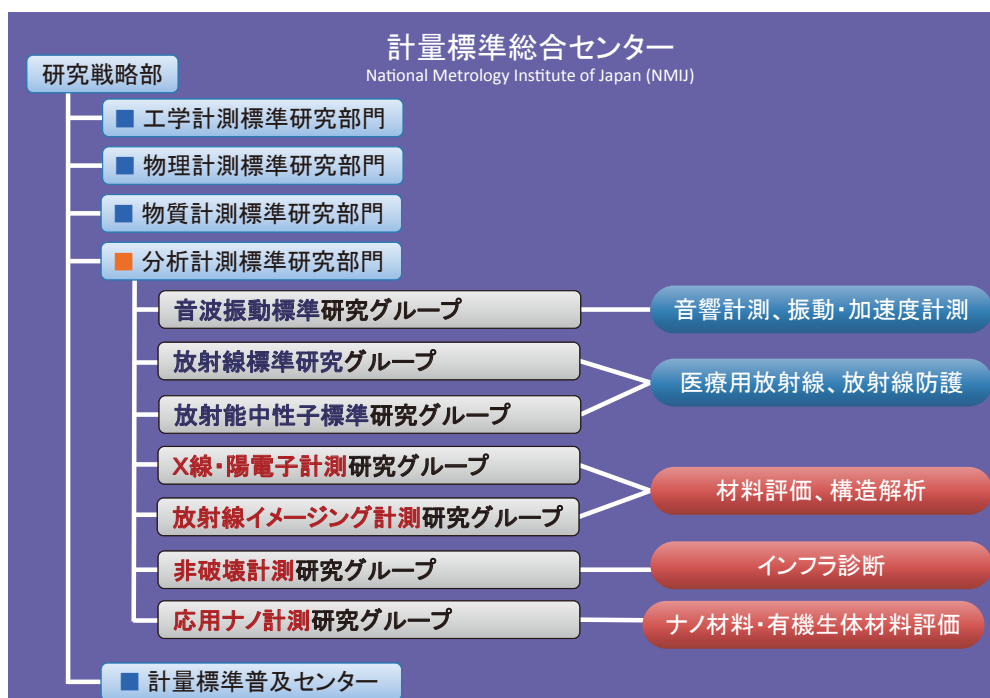 計量標準総合センター
National Metrology Institute of Japan (NMIJ)
研究戦略部
工学計測標準研究部門
物理計測標準研究部門
物質計測標準研究部門
分析計測標準研究部門
音波振動標準研究グループ
音響計測、振動・加速度計測
放射線標準研究グループ
医療用放射線、放射線防護
放射能中性子標準研究グループ
X線・陽電子計測研究グループ
材料評価、構造解析
放射線イメージング計測研究グループ
非破壊計測研究グループ
インフラ診断
応用ナノ計測研究グループ
ナノ材料・有機生体材料評価
計量標準普及センター